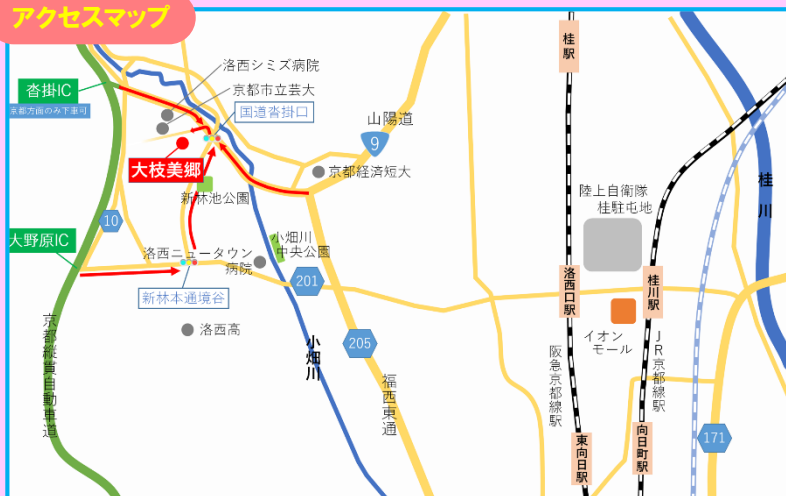 アクセスマップ
桂駅
洛西シミズ病院
沓掛IC
京都市立芸大
京都方面のみ下車可
国道沓掛口
山陽道
9
大枝美郷
京都経済短大
桂川
陸上自衛隊
桂駐屯地
新林池公園
10
大野原IC
洛西ニュータウン
病院
小畑川
中央公園
201
洛西口駅
桂川駅
新林本通境谷
京都縦貫自動車道
洛西高
小畑川
205
イオン
モール
阪急京都線駅
JR京都線駅
福西東通
東向日駅
向日町駅
171